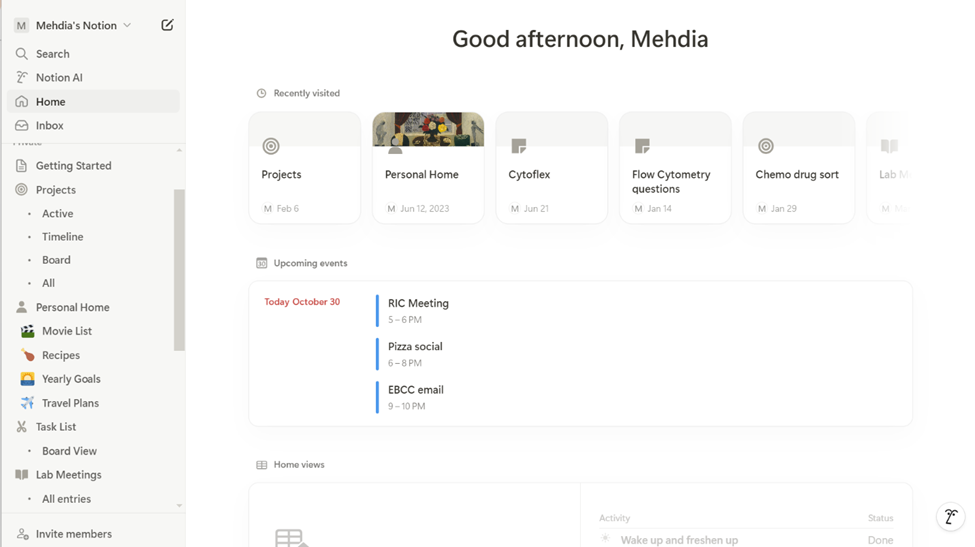 M Mehdia's Notion
Search
Notion AI
Home
Inbox
Private
Getting Started
Projects
Active
Timeline
Board
All
Personal Home
Movie List
Recipes
Yearly Goals
Travel Plans
Task List
Board View
Lab Meetings
All entries
Invite members
Good afternoon, Mehdia
Recently visited
Projects
M Feb 6
Personal Home
M Jun 12, 2023
Cytoflex
M Jun 21
Flow Cytometry
questions
M Jan 14
Chemo drug sort
M Jan 29
Lab
M
Upcoming events
Today October 30
RIC Meeting
5 – 6 PM
Pizza social
6 – 8 PM
EBCC email
9 – 10 PM
Home views
Activity Status
Wake up and freshen up Done